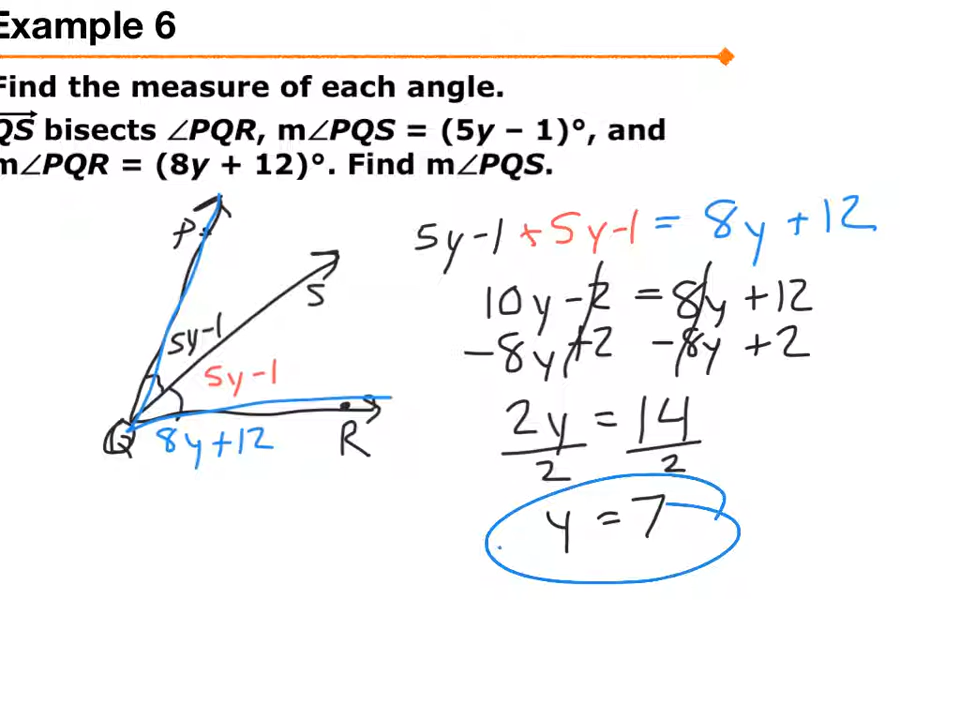 Example 6
Find the measure of each angle.
QS bisects ∠PQR, m∠PQS = (5y – 1)°, and
m∠PQR = (8y + 12)°. Find m∠PQS.
P
S
5y-1
5y-1
Q
8y+12
R
5y-1 + 5y-1 = 8y + 12
10y - 2 = 8y + 12
-8y + 2 -8y + 2
2y = 14
2 2
y = 7